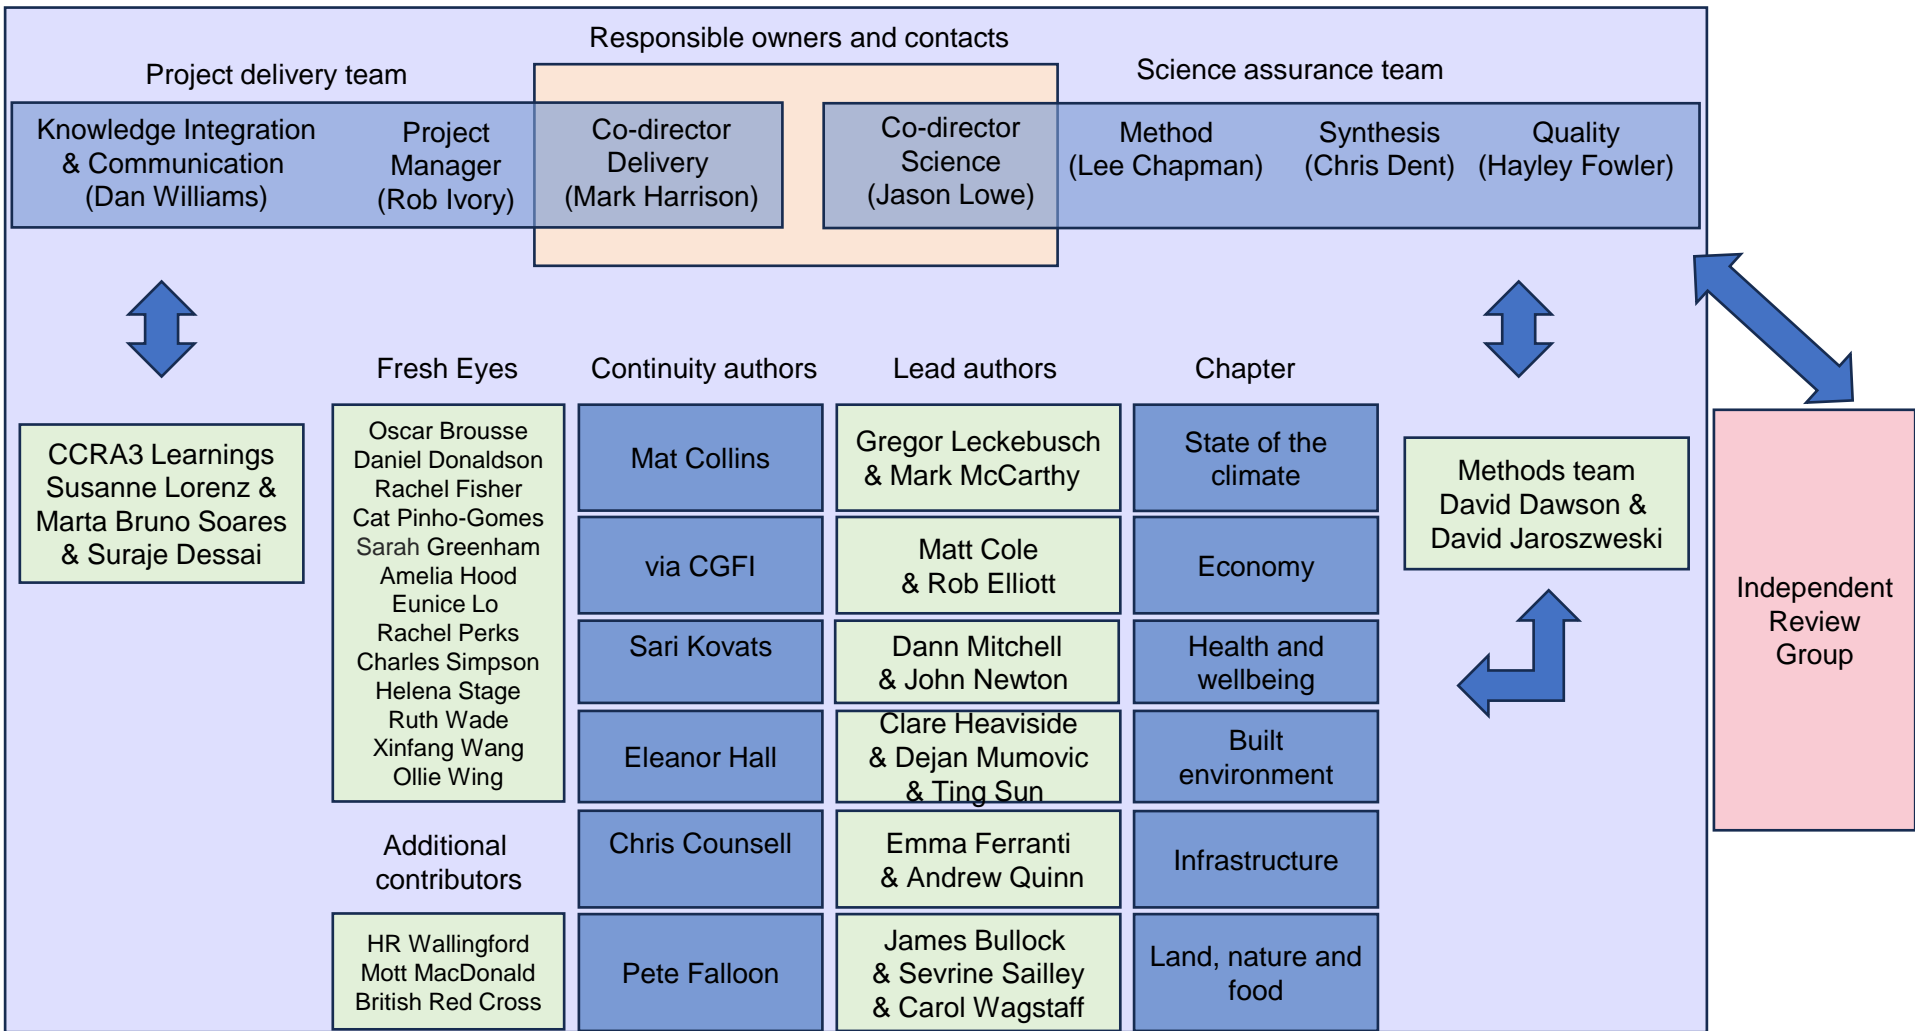 Responsible owners and contacts
Project delivery team
Science assurance team
Knowledge Integration
& Communication
(Dan Williams)
Project
Manager
(Rob Ivory)
Co-director
Delivery
(Mark Harrison)
Co-director
Science
(Jason Lowe)
Method
(Lee Chapman)
Synthesis
(Chris Dent)
Quality
(Hayley Fowler)
CCRA3 Learnings
Susanne Lorenz &
Marta Bruno Soares
& Suraje Dessai
Fresh Eyes
Oscar Brousse
Daniel Donaldson
Rachel Fisher
Cat Pinho-Gomes
Sarah Greenham
Amelia Hood
Eunice Lo
Rachel Perks
Charles Simpson
Helena Stage
Ruth Wade
Xinfang Wang
Ollie Wing
Additional
contributors
HR Wallingford
Mott MacDonald
British Red Cross
Continuity authors
Mat Collins
via CGFI
Sari Kovats
Eleanor Hall
Chris Counsell
Pete Falloon
Lead authors
Gregor Leckebusch
& Mark McCarthy
Matt Cole
& Rob Elliott
Dann Mitchell
& John Newton
Clare Heaviside
& Dejan Mumovic
& Ting Sun
Emma Ferranti
& Andrew Quinn
James Bullock
& Sevrine Sailley
& Carol Wagstaff
Chapter
State of the
climate
Economy
Health and
wellbeing
Built
environment
Infrastructure
Land, nature and
food
Methods team
David Dawson &
David Jaroszweski
Independent
Review
Group